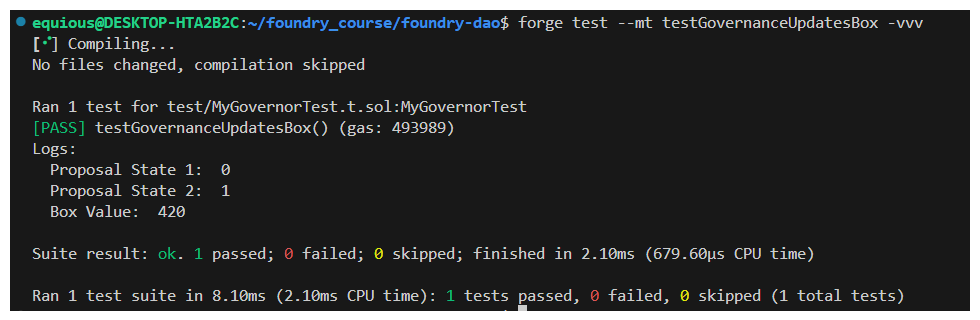 equious@DESKTOP-HTA2B2C:~/foundry_course/foundry-dao$ forge test --mt testGovernanceUpdatesBox -vvv
[⠊] Compiling...
No files changed, compilation skipped
Ran 1 test for test/MyGovernorTest.t.sol:MyGovernorTest
[PASS] testGovernanceUpdatesBox() (gas: 493989)
Logs:
  Proposal State 1:  0
  Proposal State 2:  1
  Box Value:  420
Suite result: ok. 1 passed; 0 failed; 0 skipped; finished in 2.10ms (679.60µs CPU time)
Ran 1 test suite in 8.10ms (2.10ms CPU time): 1 tests passed, 0 failed, 0 skipped (1 total tests)